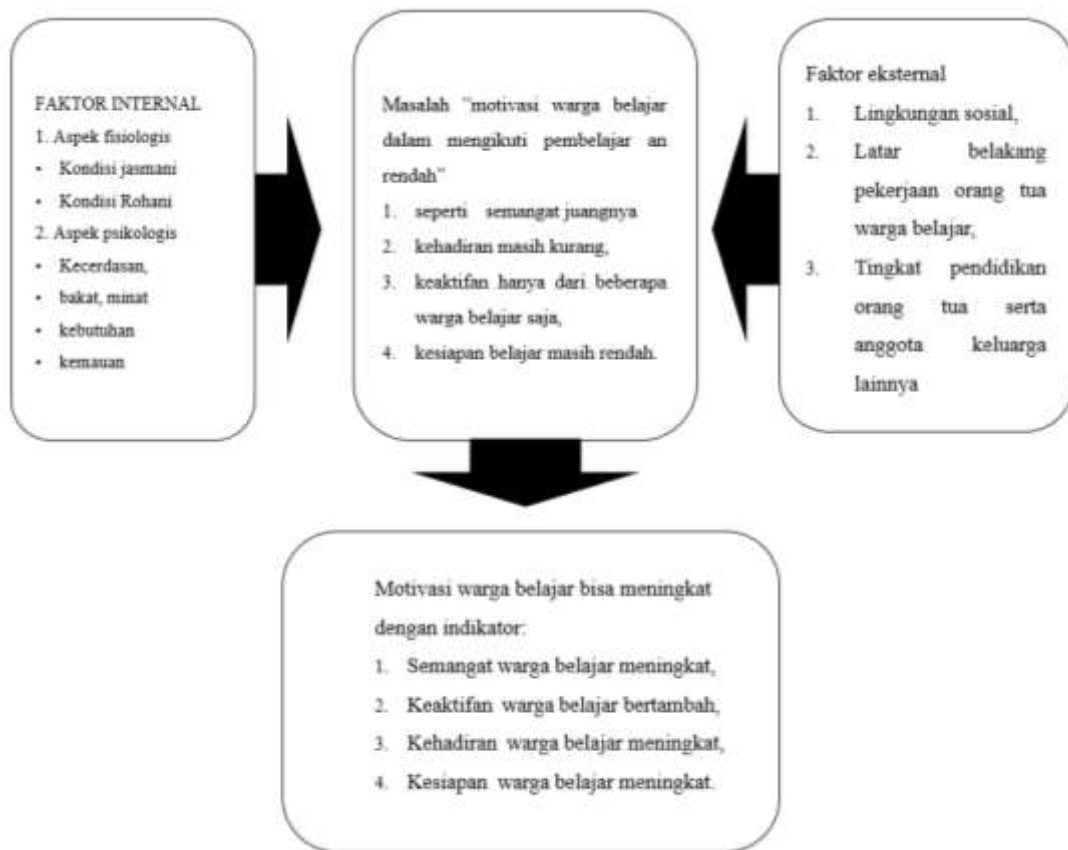 FAKTOR INTERNAL
1. Aspek fisiologis
• Kondisi jasmani
• Kondisi Rohani
2. Aspek psikologis
• Kecerdasan,
• bakat, minat
• kebutuhan
• kemauan
Masalah "motivasi warga belajar
dalam mengikuti pembelajar an
rendah"
1. seperti semangat juangnya
2. kehadiran masih kurang,
3. keaktifan hanya dari beberapa
warga belajar saja,
4. kesiapan belajar masih rendah.
Faktor eksternal
1. Lingkungan sosial,
2. Latar belakang
pekerjaan orang tua
warga belajar,
3. Tingkat pendidikan
orang tua serta
anggota keluarga
lainnya
Motivasi warga belajar bisa meningkat
dengan indikator:
1. Semangat warga belajar meningkat,
2. Keaktifan warga belajar bertambah,
3. Kehadiran warga belajar meningkat,
4. Kesiapan warga belajar meningkat.